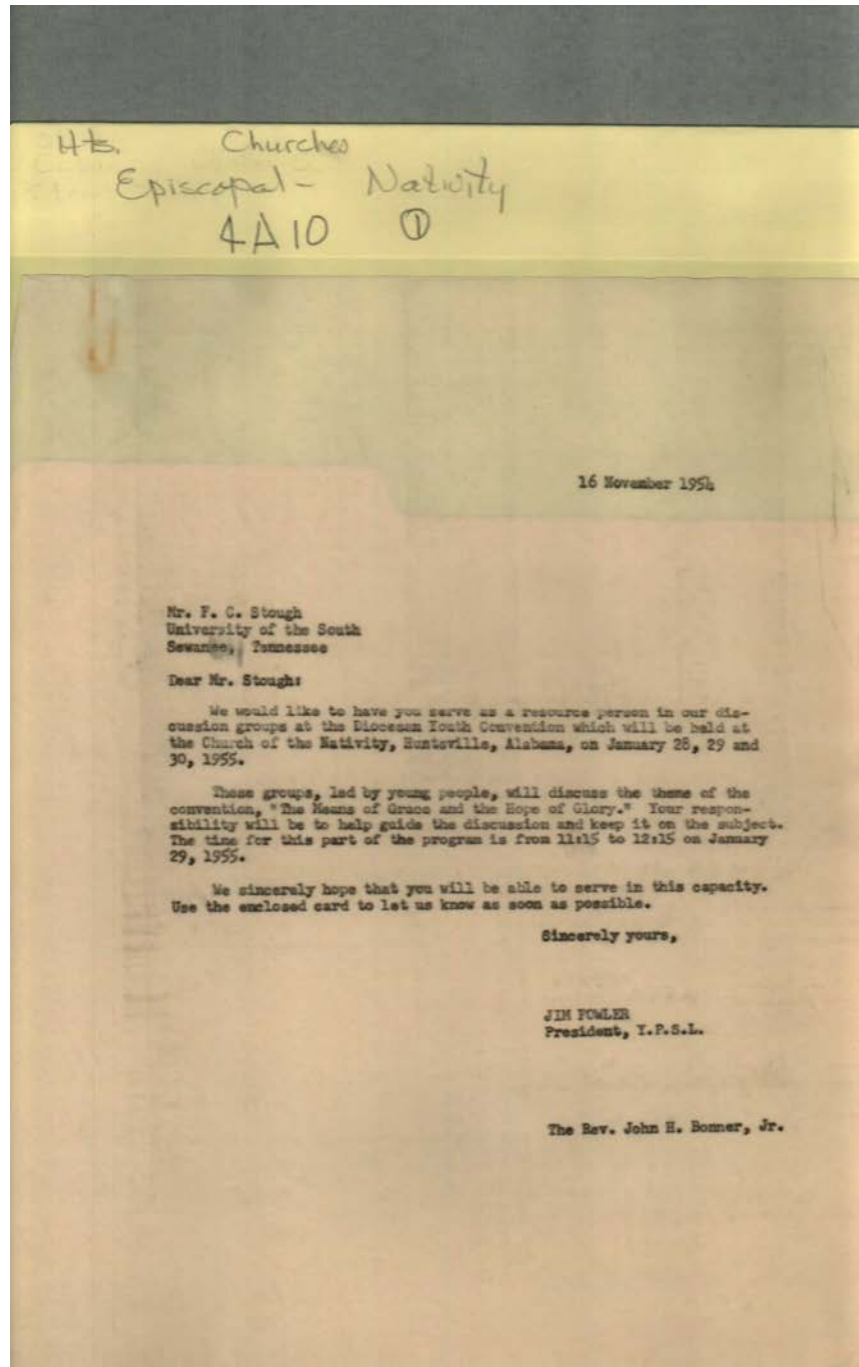 Hts. Churches
Episcopal - Nativity
4A10 ①
16 November 1954
Mr. F. C. Stough
University of the South
Sewanee, Tennessee
Dear Mr. Stough:
We would like to have you serve as a resource person in our dis-
cussion groups at the Diocesan Youth Convention which will be held at
the Church of the Nativity, Huntsville, Alabama, on January 28, 29 and
30, 1955.
These groups, led by young people, will discuss the theme of the
convention, "The Means of Grace and the Hope of Glory." Your respon-
sibility will be to help guide the discussion and keep it on the subject.
The time for this part of the program is from 11:15 to 12:15 on January
29, 1955.
We sincerely hope that you will be able to serve in this capacity.
Use the enclosed card to let us know as soon as possible.
Sincerely yours,
JIM FOWLER
President, Y.P.S.L.
The Rev. John H. Bonner, Jr.